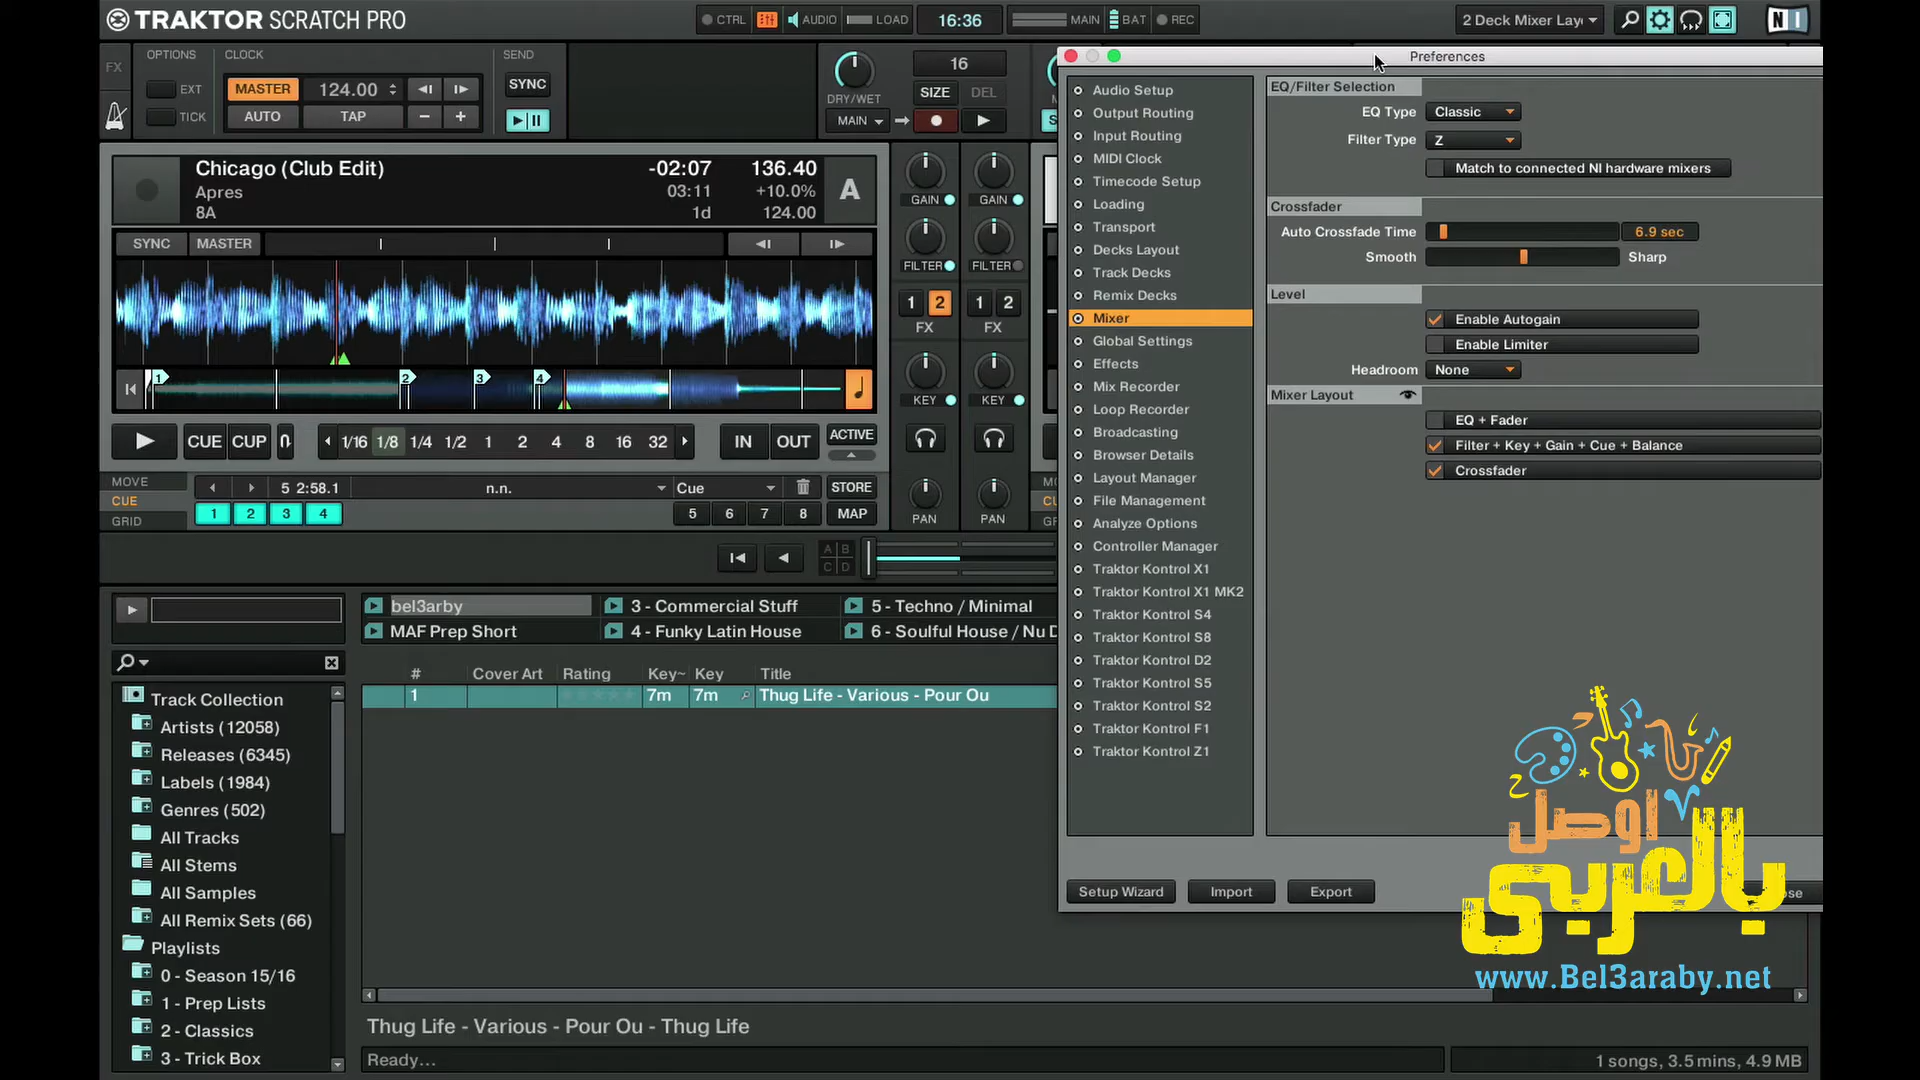 TRAKTOR SCRATCH PRO
CTRL
AUDIO
LOAD
16:36
MAIN
BAT
REC
2 Deck Mixer Lay
NI
FX
OPTIONS
EXT
TICK
CLOCK
MASTER
124.00
AUTO
TAP
SEND
SYNC
DRY/WET
MAIN
16
SIZE
DEL
Chicago (Club Edit)
Apres
8A
-02:07
03:11
1d
136.40
+10.0%
124.00
A
SYNC
MASTER
1
2
3
4
CUE
CUP
1/16 1/8 1/4 1/2 1 2 4 8 16 32
IN
OUT
ACTIVE
MOVE
CUE
GRID
5 2:58.1
n.n.
Cue
STORE
1 2 3 4
5 6 7 8
MAP
GAIN
GAIN
FILTER
FILTER
1 2
1 2
FX
FX
KEY
KEY
PAN
PAN
A B
C D
Preferences
Audio Setup
Output Routing
Input Routing
MIDI Clock
Timecode Setup
Loading
Transport
Decks Layout
Track Decks
Remix Decks
Mixer
Global Settings
Effects
Mix Recorder
Loop Recorder
Broadcasting
Browser Details
Layout Manager
File Management
Analyze Options
Controller Manager
Traktor Kontrol X1
Traktor Kontrol X1 MK2
Traktor Kontrol S4
Traktor Kontrol S8
Traktor Kontrol D2
Traktor Kontrol S5
Traktor Kontrol S2
Traktor Kontrol F1
Traktor Kontrol Z1
EQ/Filter Selection
EQ Type
Classic
Filter Type
Z
Match to connected NI hardware mixers
Crossfader
Auto Crossfade Time
6.9 sec
Smooth
Sharp
Level
Enable Autogain
Enable Limiter
Headroom
None
Mixer Layout
EQ + Fader
Filter + Key + Gain + Cue + Balance
Crossfader
Setup Wizard
Import
Export
bel3arby
3 - Commercial Stuff
5 - Techno / Minimal
MAF Prep Short
4 - Funky Latin House
6 - Soulful House / Nu D
# Cover Art Rating Key~ Key Title
1 7m 7m Thug Life - Various - Pour Ou
Track Collection
Artists (12058)
Releases (6345)
Labels (1984)
Genres (502)
All Tracks
All Stems
All Samples
All Remix Sets (66)
Playlists
0 - Season 15/16
1 - Prep Lists
2 - Classics
3 - Trick Box
Thug Life - Various - Pour Ou - Thug Life
Ready...
1 songs, 3.5 mins, 4.9 MB
اوصل
بالعربى
www.Bel3araby.net